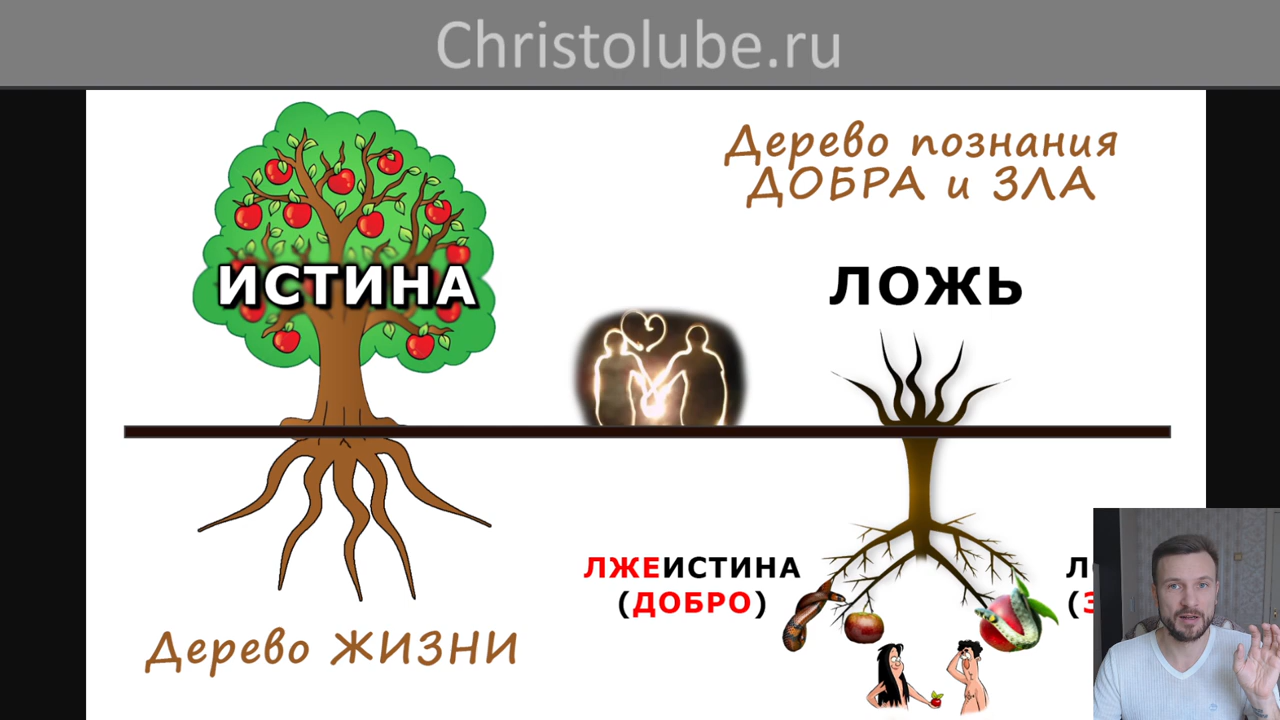 Christolube.ru
Дерево познания
ДОБРА и ЗЛА
ИСТИНА
ЛОЖЬ
ЛЖЕИСТИНА
(ДОБРО)
Дерево ЖИЗНИ